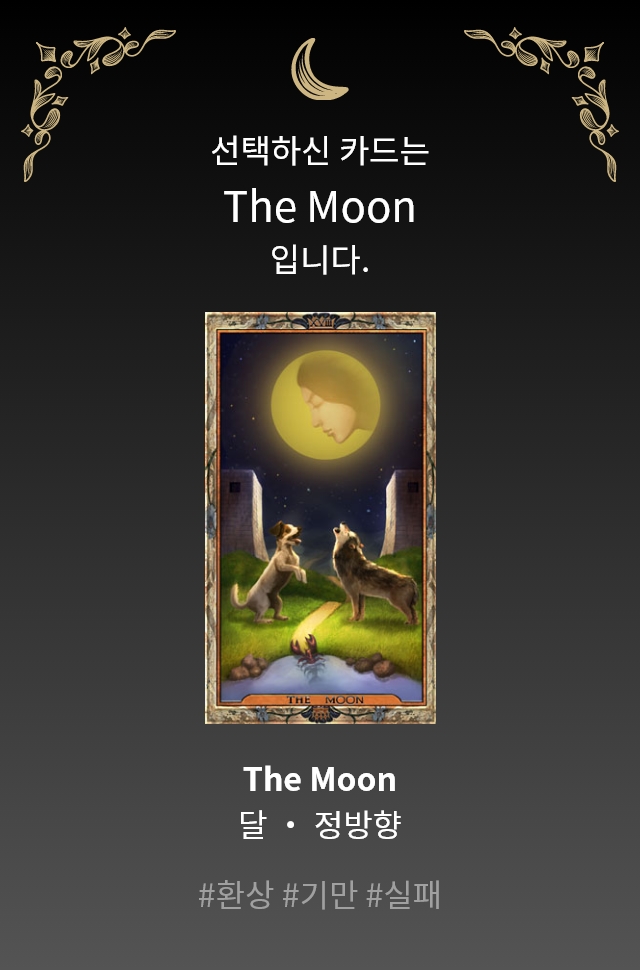 선택하신 카드는
The Moon
입니다.
XVIII
THE MOON
The Moon
달 • 정방향
#환상 #기만 #실패